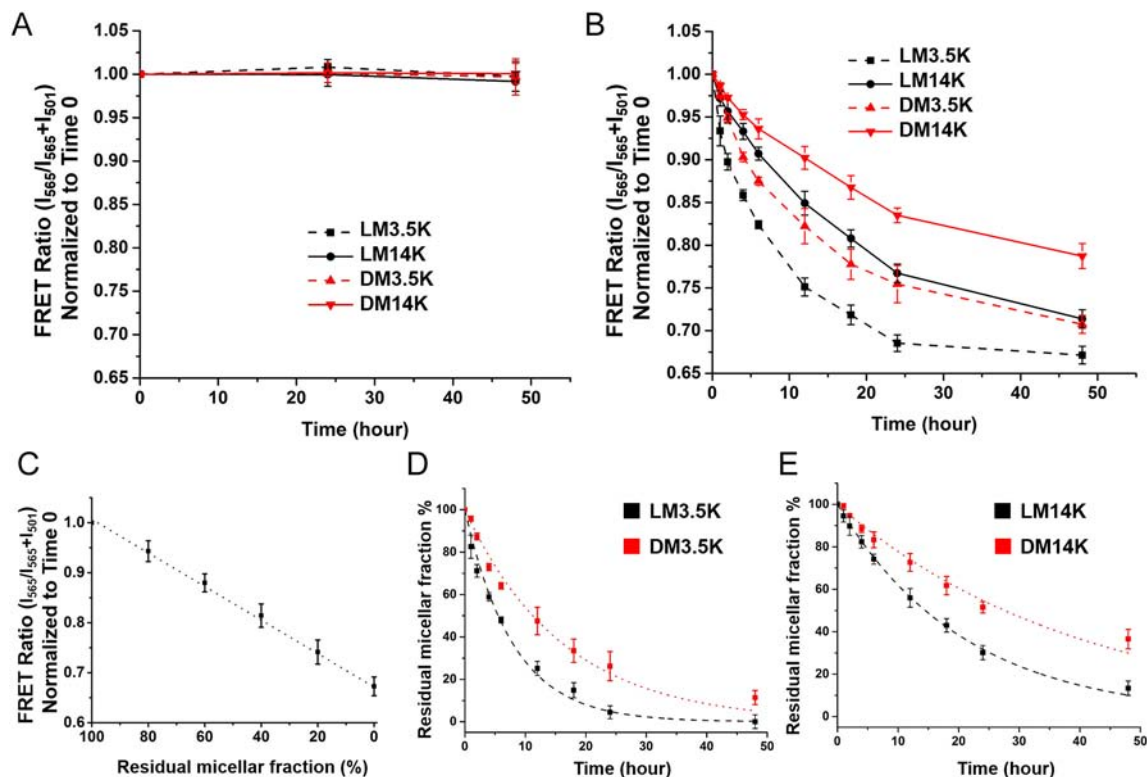 A
FRET Ratio (I565/I565+I501)
Normalized to Time 0
1.05
1.00
0.95
0.90
0.85
0.80
0.75
0.70
0.65
LM3.5K
LM14K
DM3.5K
DM14K
0 10 20 30 40 50
Time (hour)
B
FRET Ratio (I565/I565+I501)
Normalized to Time 0
1.05
1.00
0.95
0.90
0.85
0.80
0.75
0.70
0.65
LM3.5K
LM14K
DM3.5K
DM14K
0 10 20 30 40 50
Time (hour)
C
FRET Ratio (I565/I565+I501)
Normalized to Time 0
1.0
0.9
0.8
0.7
0.6
100 80 60 40 20 0
Residual micellar fraction (%)
D
Residual micellar fraction %
100
80
60
40
20
0
LM3.5K
DM3.5K
0 10 20 30 40 50
Time (hour)
E
Residual micellar fraction %
100
80
60
40
20
0
LM14K
DM14K
0 10 20 30 40 50
Time (hour)